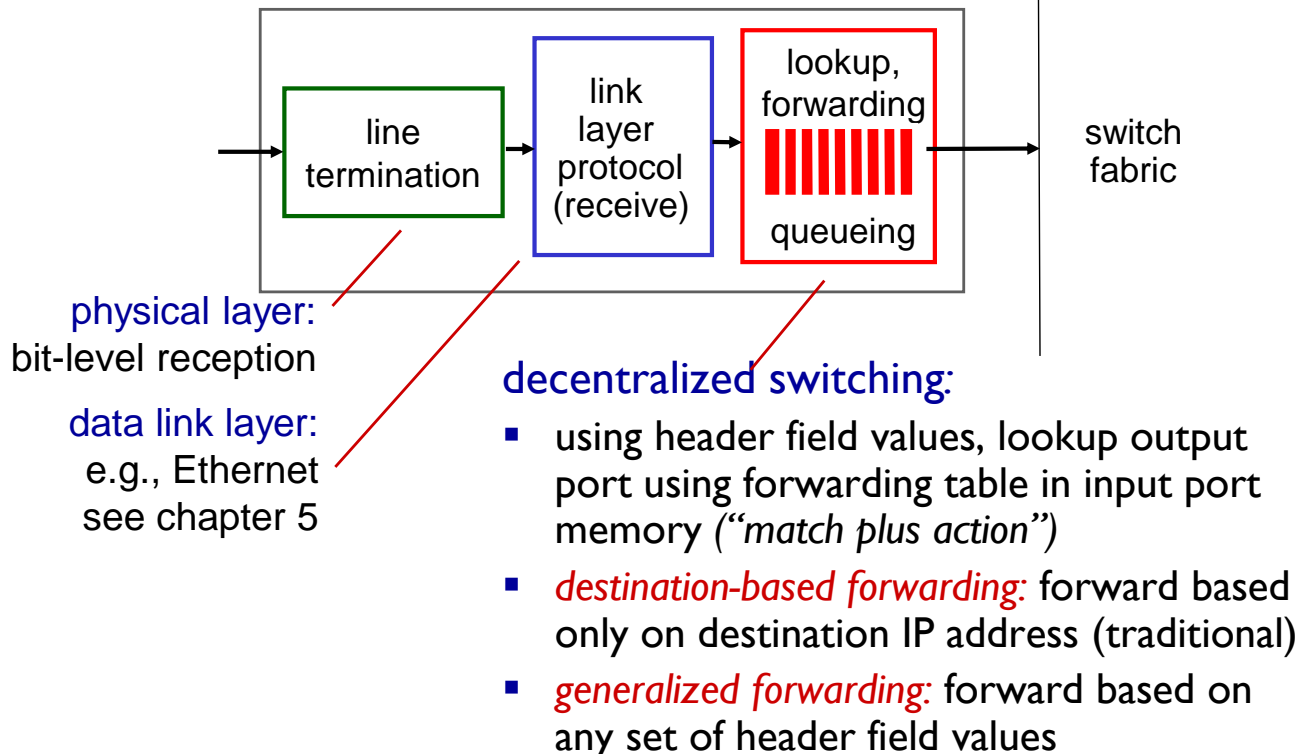 line
termination
link
layer
protocol
(receive)
lookup,
forwarding
queueing
switch
fabric
physical layer:
bit-level reception
data link layer:
e.g., Ethernet
see chapter 5
decentralized switching:
▪ using header field values, lookup output
port using forwarding table in input port
memory (“match plus action”)
▪ destination-based forwarding: forward based
only on destination IP address (traditional)
▪ generalized forwarding: forward based on
any set of header field values